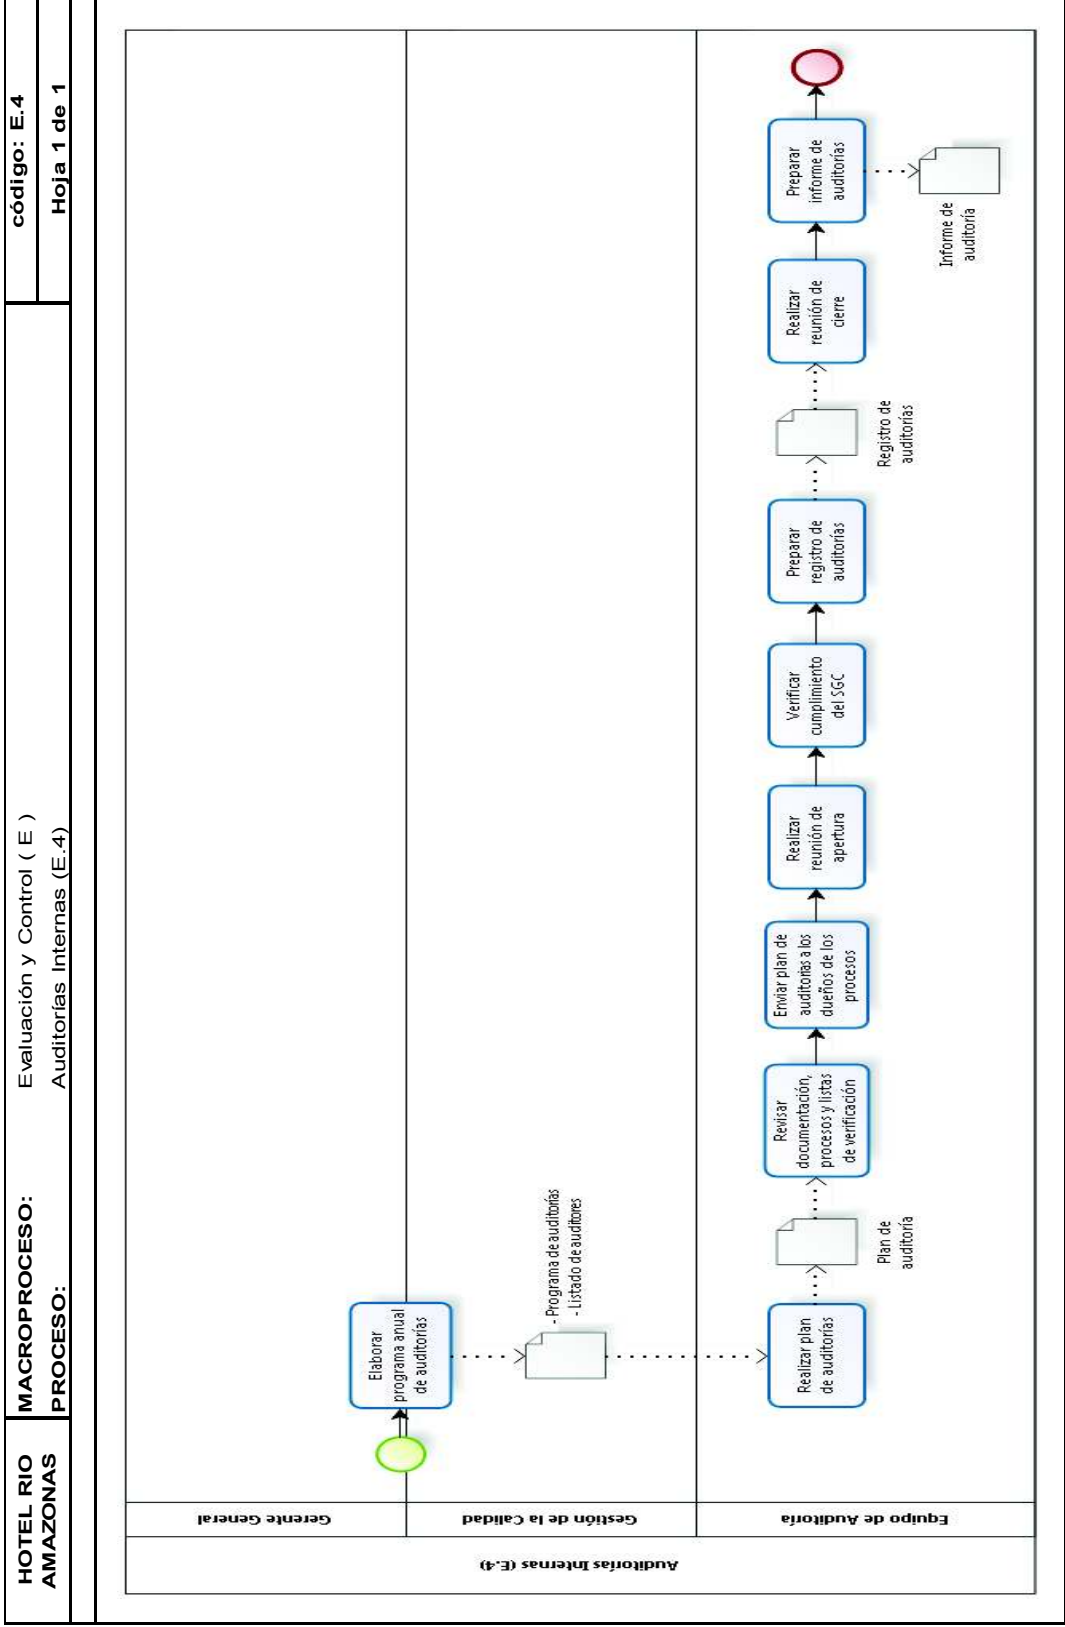 HOTEL RIO
AMAZONAS
MACROPROCESO:
Evaluación y Control ( E )
código: E.4
PROCESO:
Auditorías Internas (E.4)
Hoja 1 de 1
Auditorías Internas (E.4)
Gerente General
Gestión de la Calidad
Equipo de Auditoría
Elaborar
programa anual
de auditorías
- Programa de auditorías
- Listado de auditores
Realizar plan
de auditorías
Plan de
auditoría
Revisar
documentación,
procesos y listas
de verificación
Enviar plan de
auditorias a los
dueños de los
procesos
Realizar
reunión de
apertura
Verificar
cumplimiento
del SGC
Preparar
registro de
auditorías
Registro de
auditorías
Realizar
reunión de
cierre
Preparar
informe de
auditorías
Informe de
auditoría